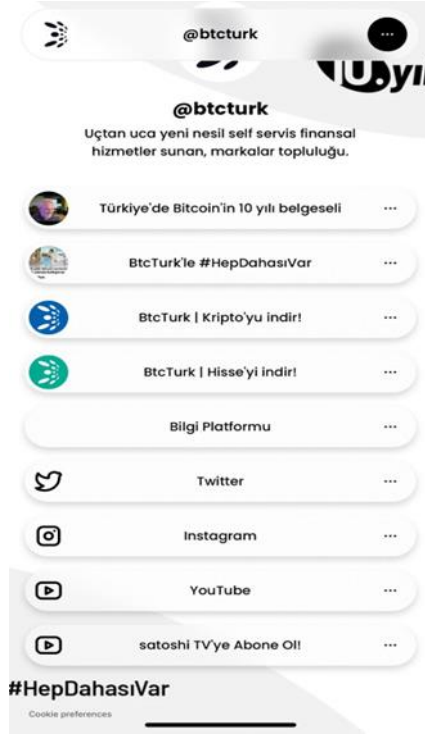 @btcturk
10.yıl
@btcturk
Uçtan uca yeni nesil self servis finansal
hizmetler sunan, markalar topluluğu.
Türkiye'de Bitcoin'in 10 yılı belgeseli
BtcTurk'le #HepDahasıVar
BtcTurk | Kripto'yu indir!
BtcTurk | Hisse'yi indir!
Bilgi Platformu
Twitter
Instagram
YouTube
satoshi TV'ye Abone Ol!
#HepDahasıVar
Cookie preferences